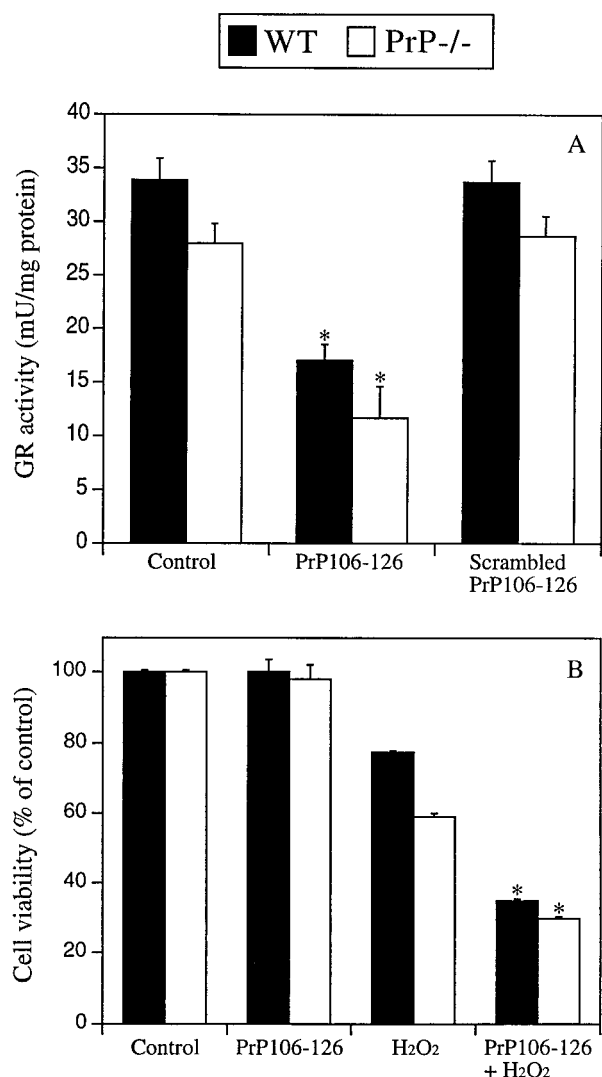 WT PrP-/-
A
GR activity (mU/mg protein)
40
35
30
25
20
15
10
5
0
* *
Control PrP106-126 Scrambled
PrP106-126
B
Cell viability (% of control)
100
80
60
40
30
0
* *
Control PrP106-126 H₂O₂ PrP106-126
+ H₂O₂